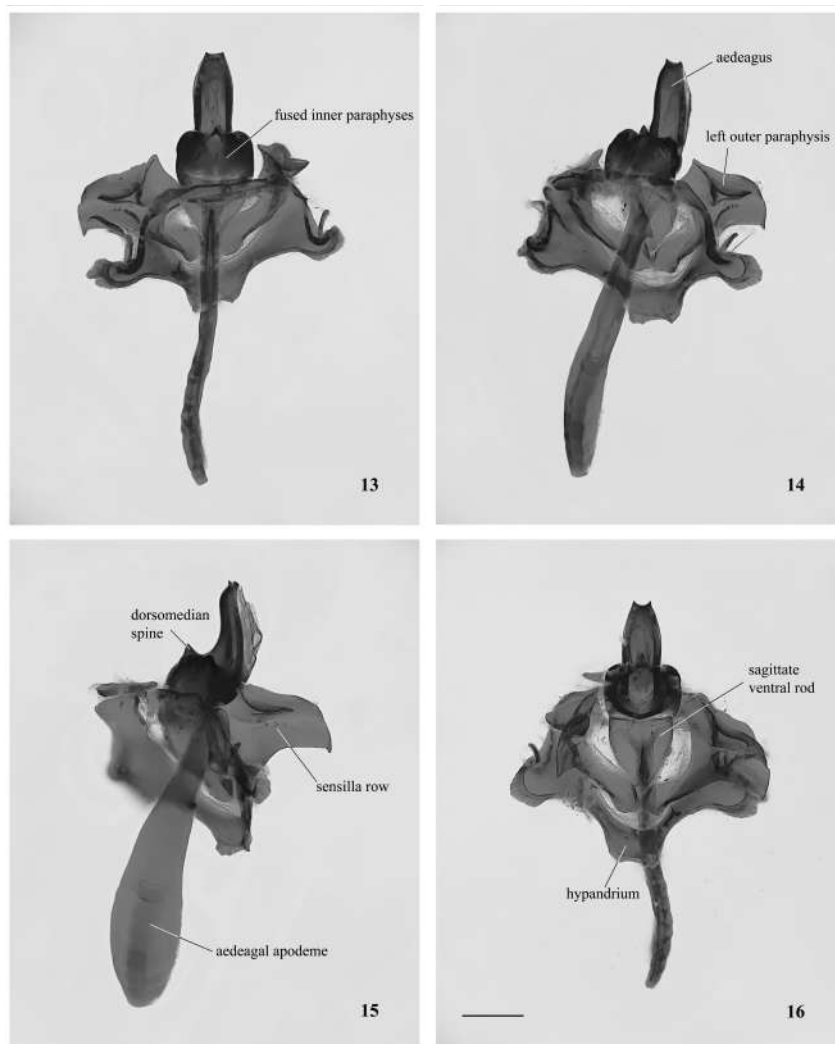 fused inner paraphyses
13
aedeagus
left outer paraphysis
14
dorsomedian
spine
sensilla row
aedeagal apodeme
15
sagittate
ventral rod
hypandrium
16